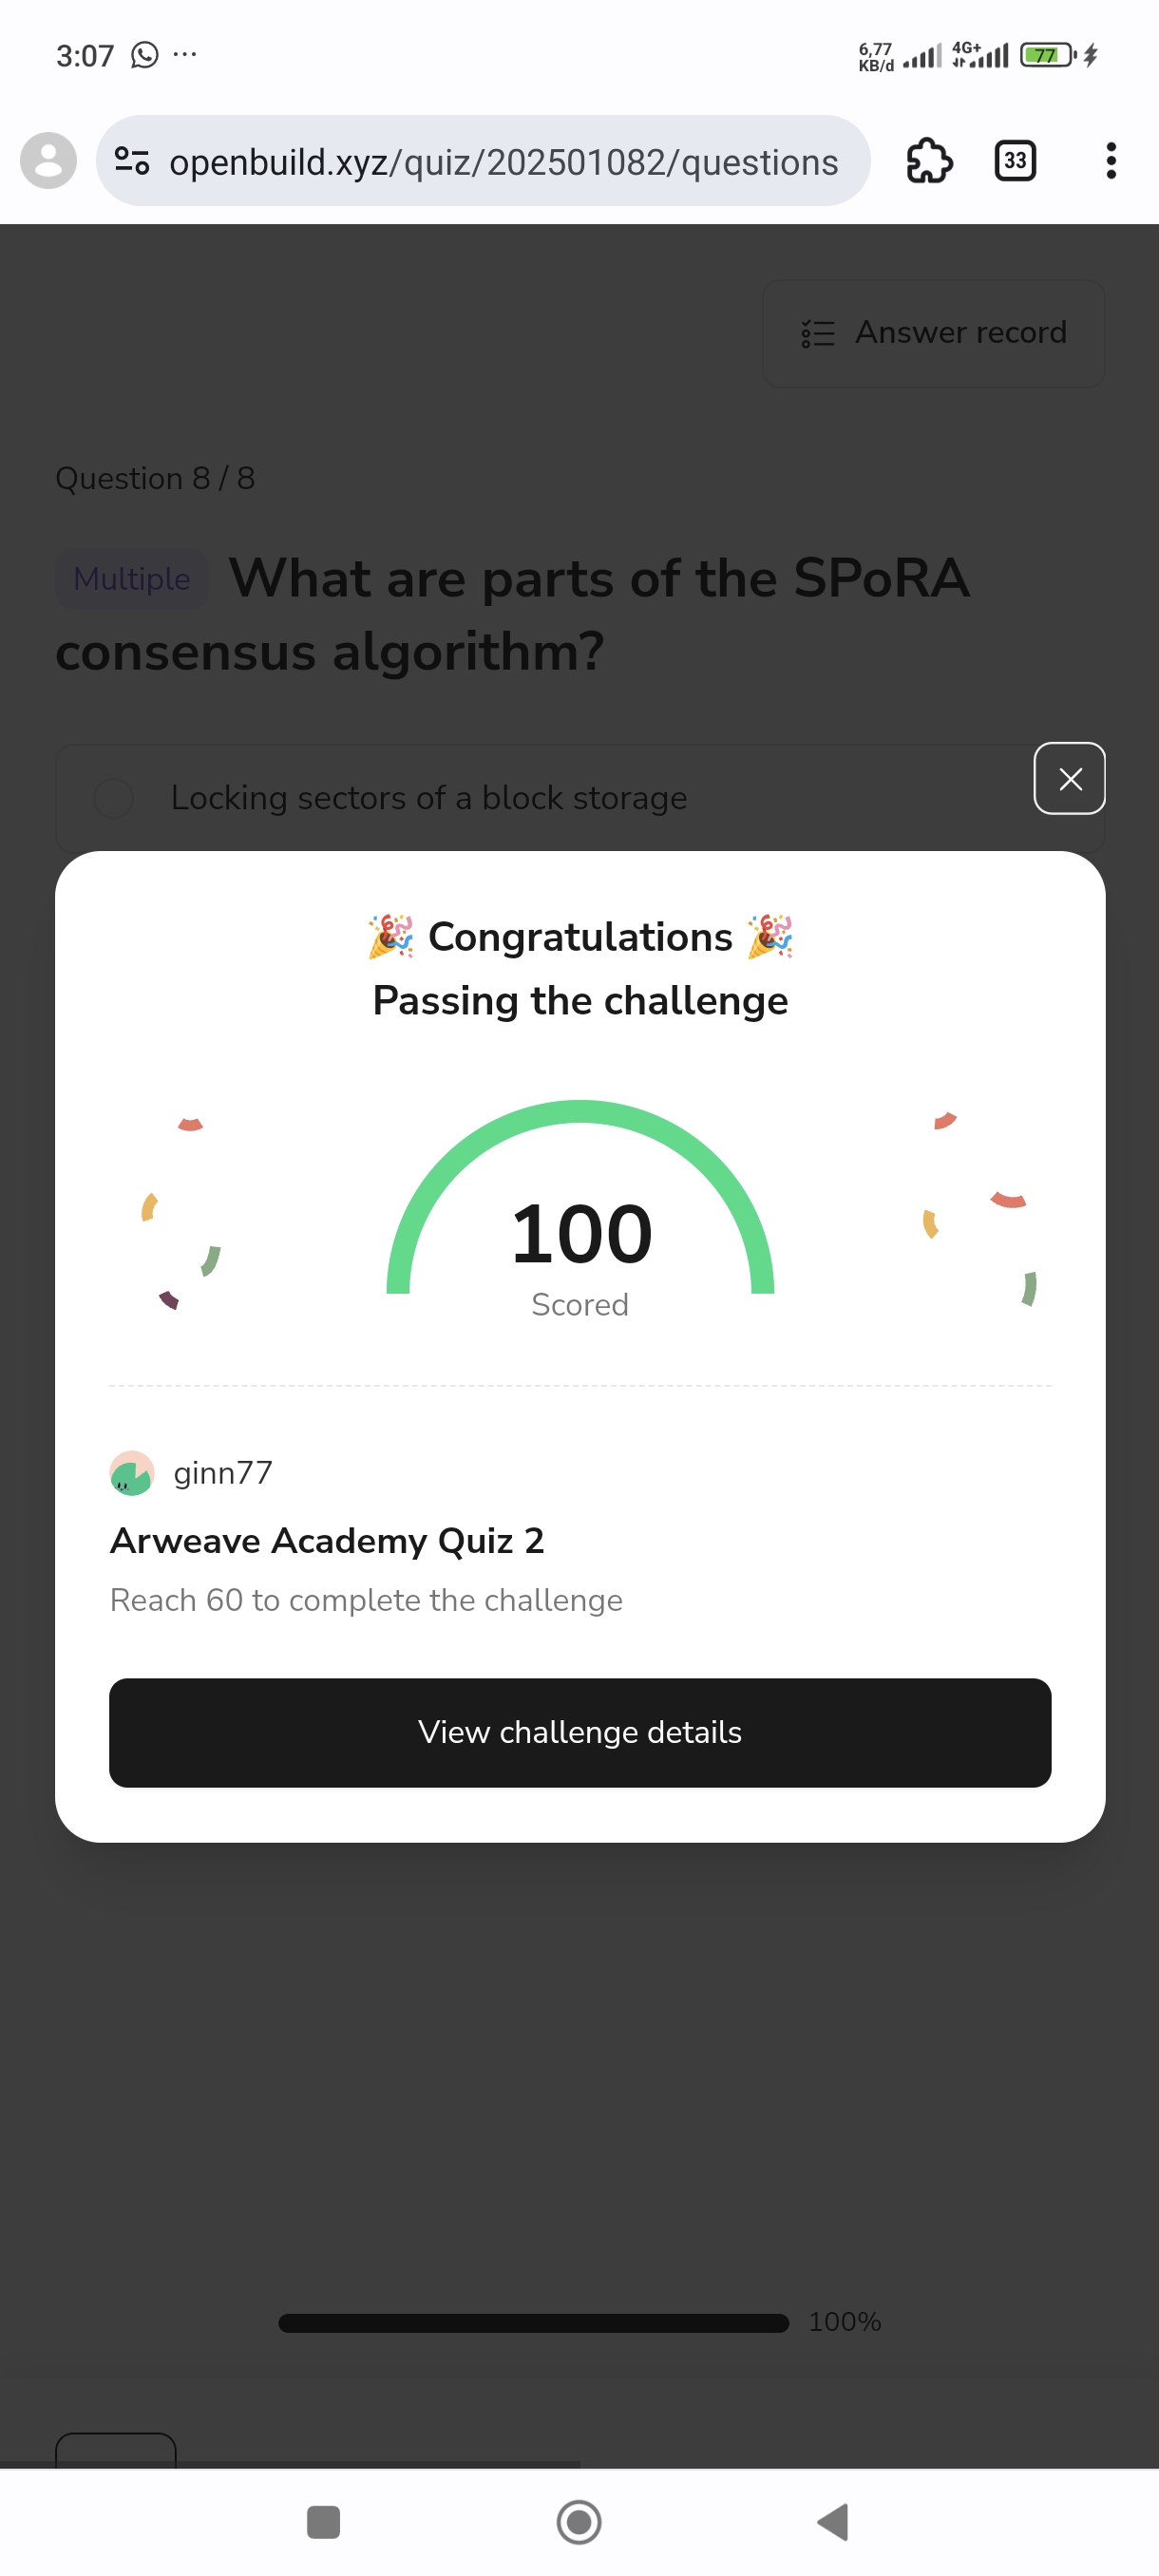 3:07 ...
6,77
KB/d
4G+
77
openbuild.xyz/quiz/202501082/questions
33
Answer record
Question 8 / 8
Multiple What are parts of the SPoRA
consensus algorithm?
Locking sectors of a block storage
🎉 Congratulations 🎉
Passing the challenge
100
Scored
ginn77
Arweave Academy Quiz 2
Reach 60 to complete the challenge
View challenge details
100%